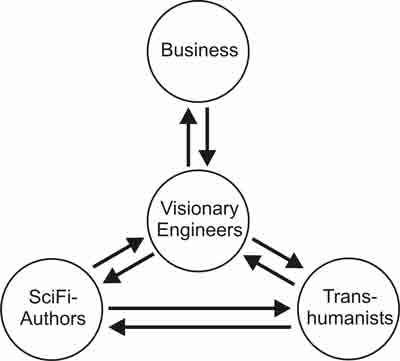 Business
Visionary
Engineers
SciFi-
Authors
Trans-
humanists